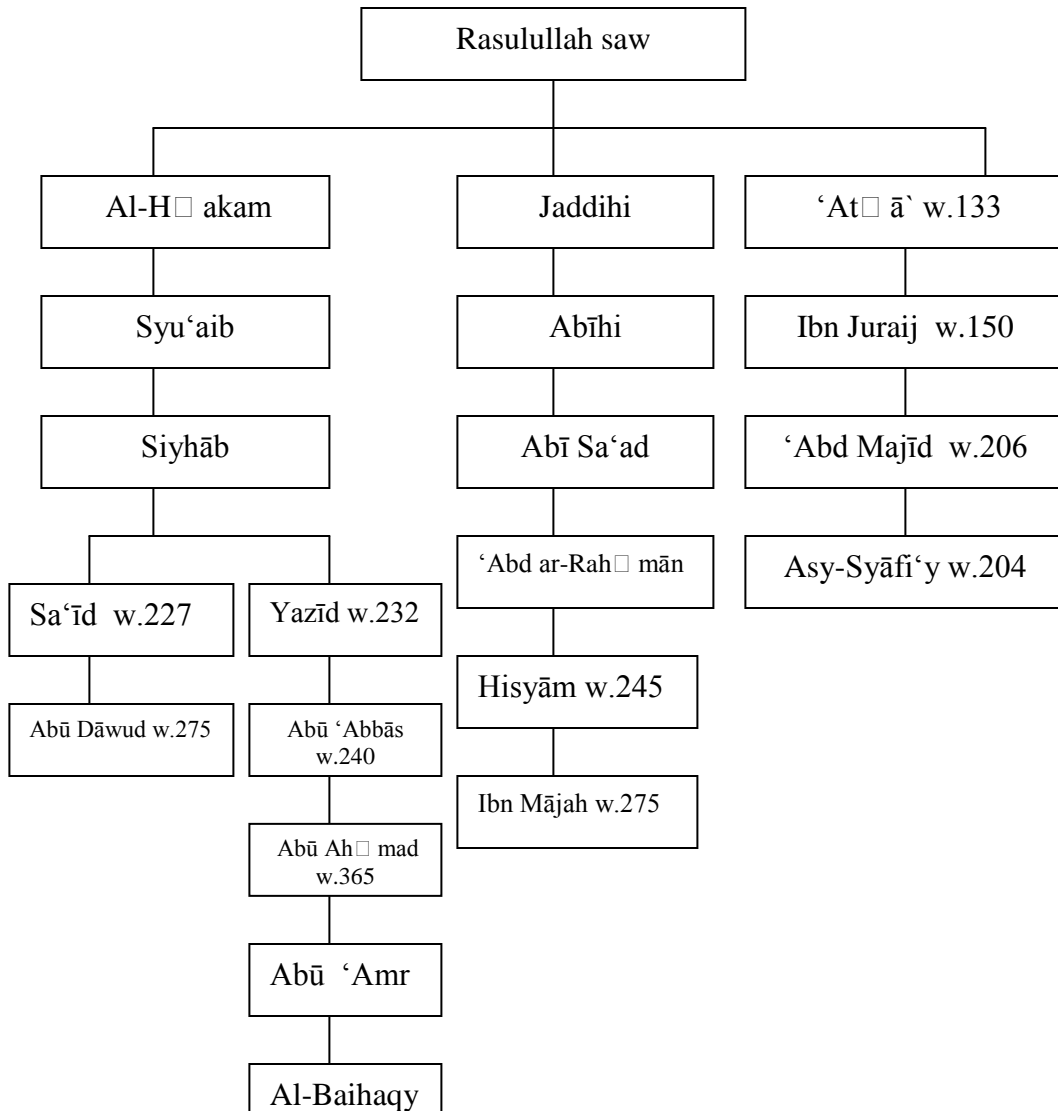 Rasulullah saw
Al-H□ akam
Jaddihi
‘At□ ā` w.133
Syu‘aib
Abīhi
Ibn Juraij w.150
Siyhāb
Abī Sa‘ad
‘Abd Majīd w.206
Sa‘īd w.227
Yazīd w.232
‘Abd ar-Rah□ mān
Asy-Syāfi‘y w.204
Abū Dāwud w.275
Abū ‘Abbās
w.240
Hisyām w.245
Abū Ah□ mad
w.365
Ibn Mājah w.275
Abū ‘Amr
Al-Baihaqy